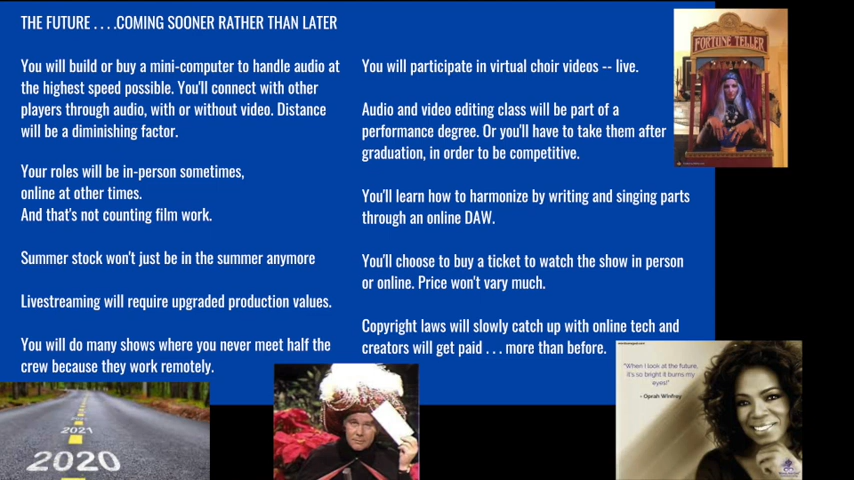 THE FUTURE . . . .COMING SOONER RATHER THAN LATER
You will build or buy a mini-computer to handle audio at
the highest speed possible. You'll connect with other
players through audio, with or without video. Distance
will be a diminishing factor.
Your roles will be in-person sometimes,
online at other times.
And that's not counting film work.
Summer stock won't just be in the summer anymore
Livestreaming will require upgraded production values.
You will do many shows where you never meet half the
crew because they work remotely.
You will participate in virtual choir videos -- live.
Audio and video editing class will be part of a
performance degree. Or you'll have to take them after
graduation, in order to be competitive.
You'll learn how to harmonize by writing and singing parts
through an online DAW.
You'll choose to buy a ticket to watch the show in person
or online. Price won't vary much.
Copyright laws will slowly catch up with online tech and
creators will get paid . . . more than before.
FORTUNE TELLER
2021
2020
"When I look at the future,
it's so bright it burns my
eyes!"
- Oprah Winfrey